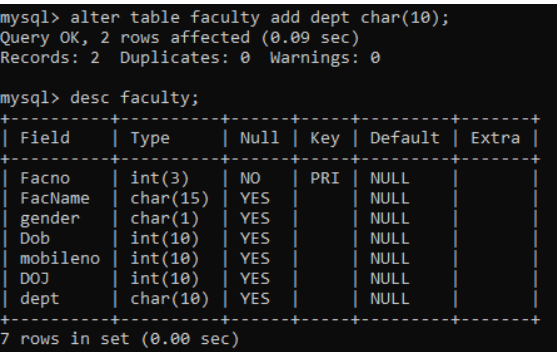 mysql> alter table faculty add dept char(10);
Query OK, 2 rows affected (0.09 sec)
Records: 2  Duplicates: 0  Warnings: 0
mysql> desc faculty;
+----------+----------+------+-----+---------+-------+
| Field    | Type     | Null | Key | Default | Extra |
+----------+----------+------+-----+---------+-------+
| Facno    | int(3)   | NO   | PRI | NULL    |       |
| FacName  | char(15) | YES  |     | NULL    |       |
| gender   | char(1)  | YES  |     | NULL    |       |
| Dob      | int(10)  | YES  |     | NULL    |       |
| mobileno | int(10)  | YES  |     | NULL    |       |
| DOJ      | int(10)  | YES  |     | NULL    |       |
| dept     | char(10) | YES  |     | NULL    |       |
+----------+----------+------+-----+---------+-------+
7 rows in set (0.00 sec)